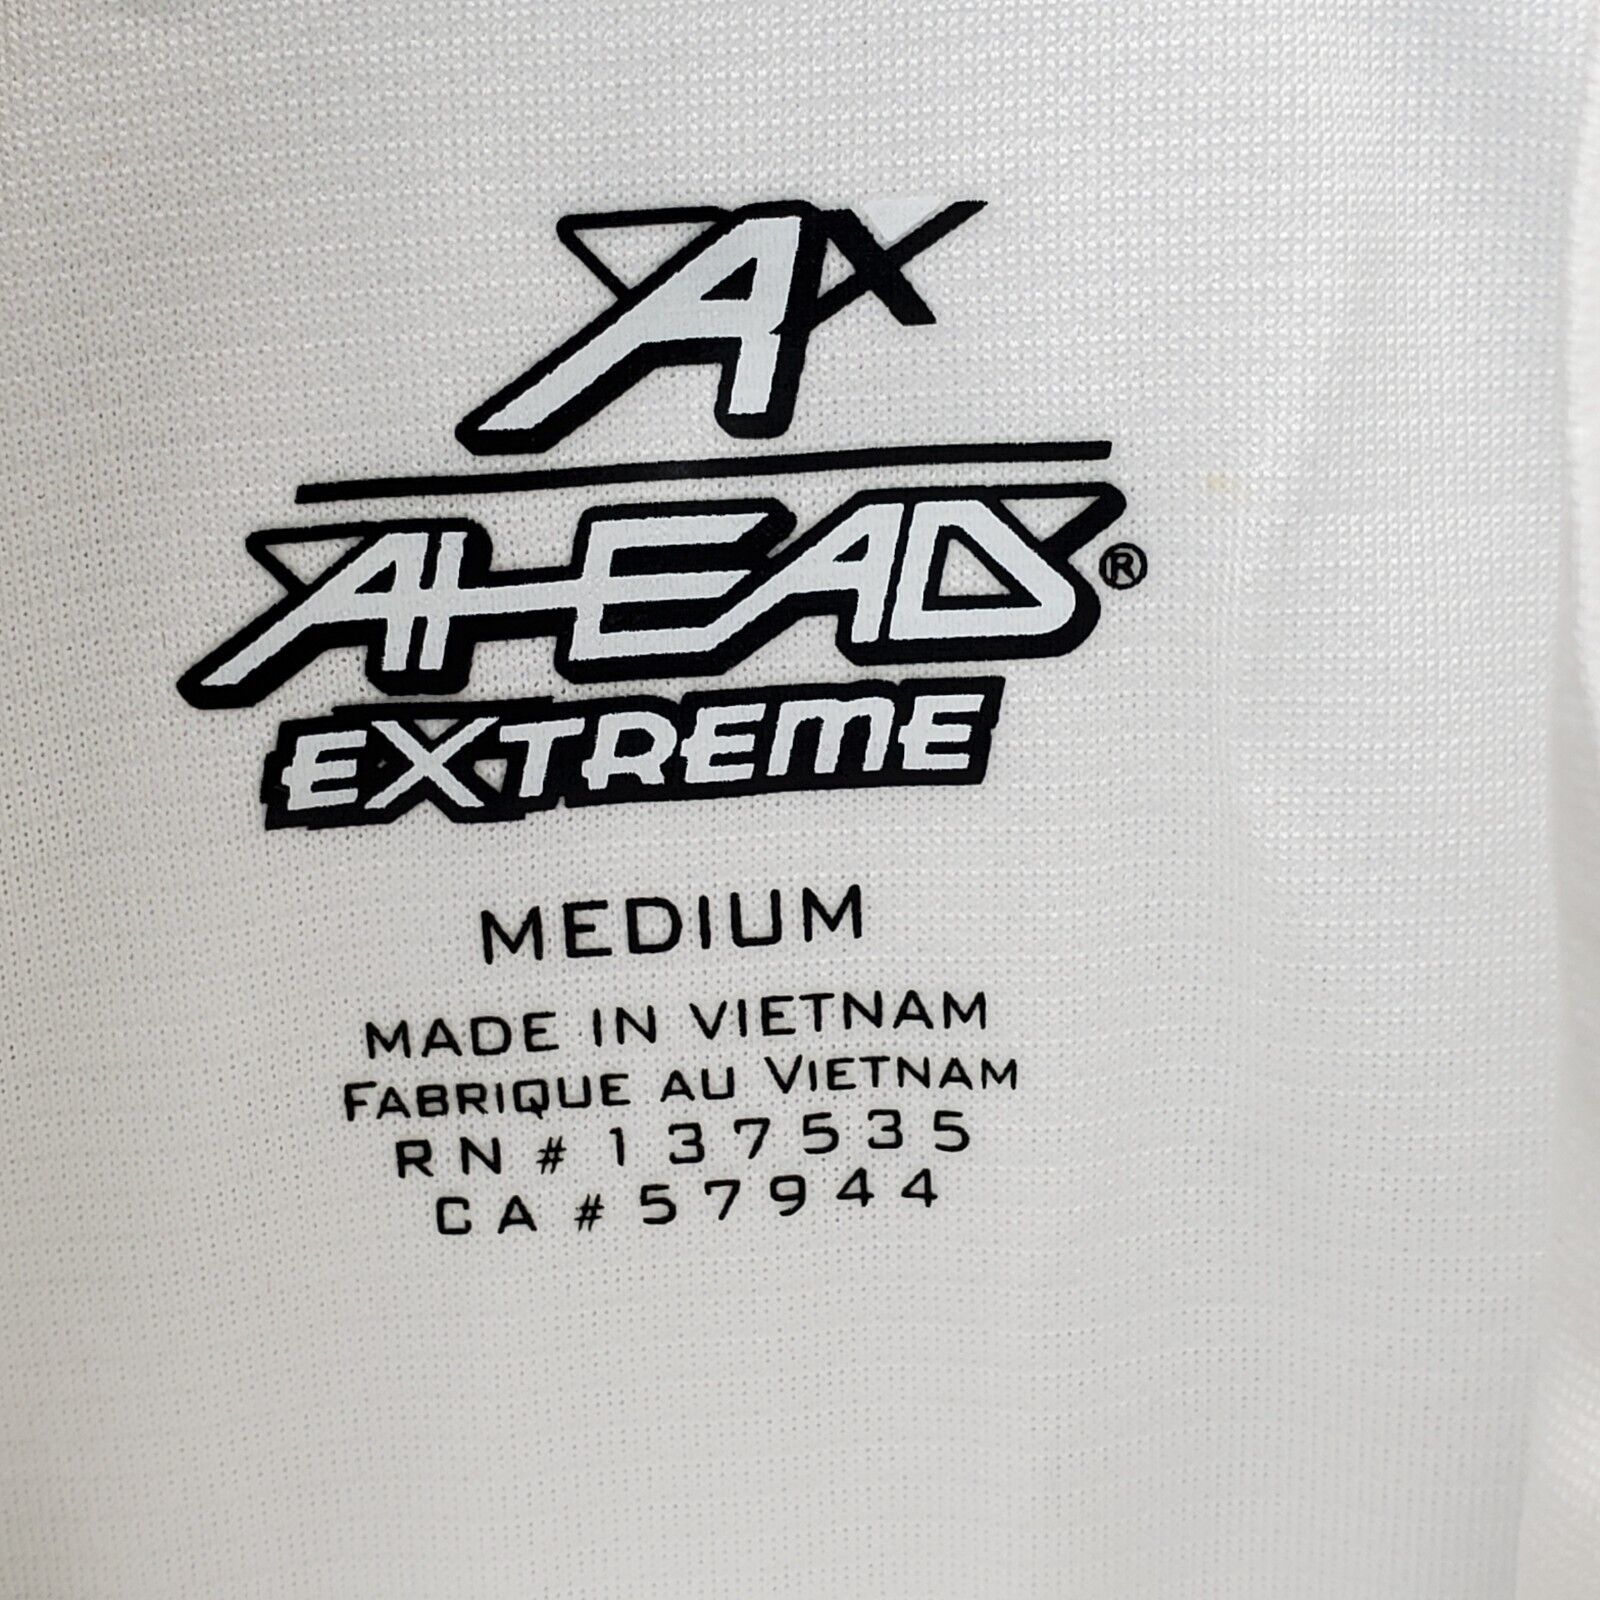 AX
AHEAD®
EXTREME
MEDIUM
MADE IN VIETNAM
FABRIQUE AU VIETNAM
RN # 137535
CA # 57944